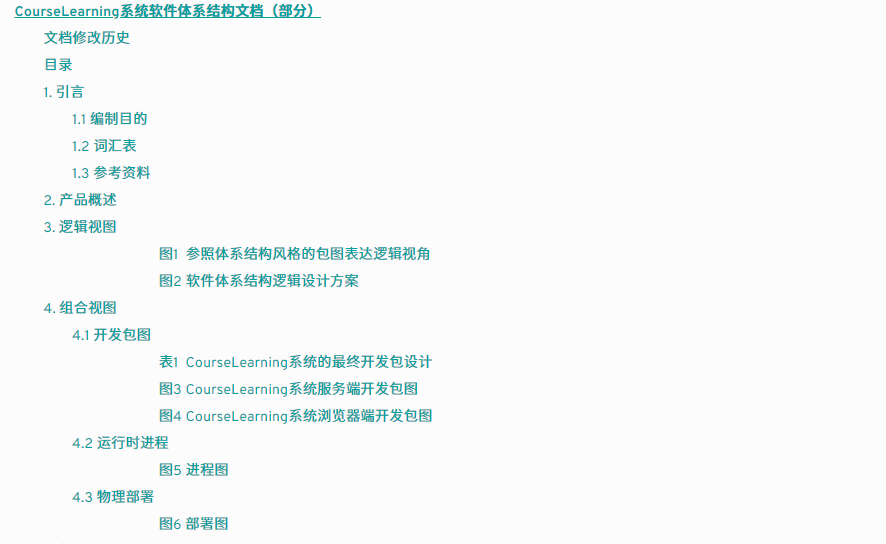 CourseLearning系统软件体系结构文档（部分）
文档修改历史
目录
1. 引言
1.1 编制目的
1.2 词汇表
1.3 参考资料
2. 产品概述
3. 逻辑视图
图1 参照体系结构风格的包图表达逻辑视角
图2 软件体系结构逻辑设计方案
4. 组合视图
4.1 开发包图
表1 CourseLearning系统的最终开发包设计
图3 CourseLearning系统服务端开发包图
图4 CourseLearning系统浏览器端开发包图
4.2 运行时进程
图5 进程图
4.3 物理部署
图6 部署图